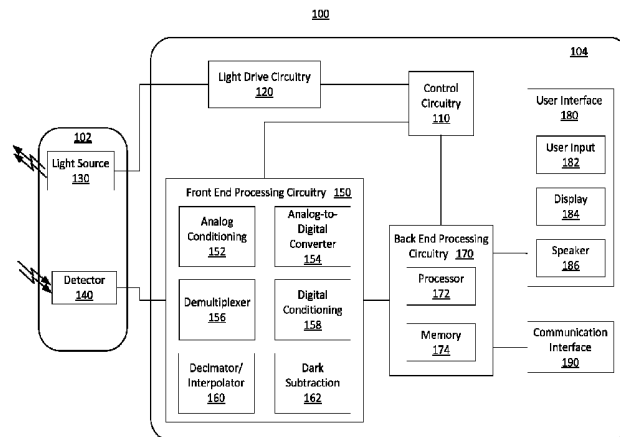 100
104
Light Drive Circuitry
120
Control
Circuitry
110
User Interface
180
User Input
182
Display
184
Speaker
186
102
Light Source
130
Detector
140
Front End Processing Circuitry 150
Analog
Conditioning
152
Analog-to-
Digital
Converter
154
Demultiplexer
156
Digital
Conditioning
158
Decimator/
Interpolator
160
Dark
Subtraction
162
Back End Processing
Circuitry 170
Processor
172
Memory
174
Communication
Interface
190